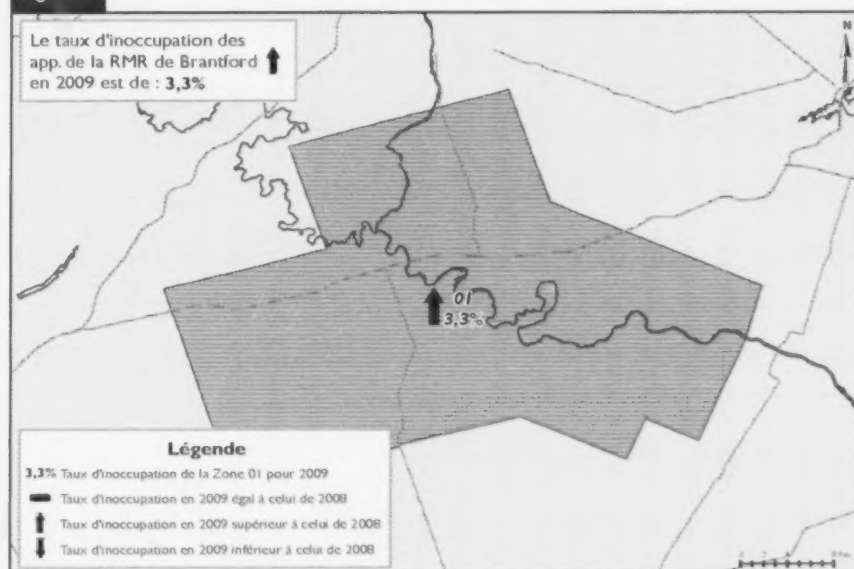 Le taux d'inoccupation des
app. de la RMR de Brantford
en 2009 est de : 3,3%
N
01
3,3%
Légende
3,3% Taux d'inoccupation de la Zone 01 pour 2009
Taux d'inoccupation en 2009 égal à celui de 2008
Taux d'inoccupation en 2009 supérieur à celui de 2008
Taux d'inoccupation en 2009 inférieur à celui de 2008